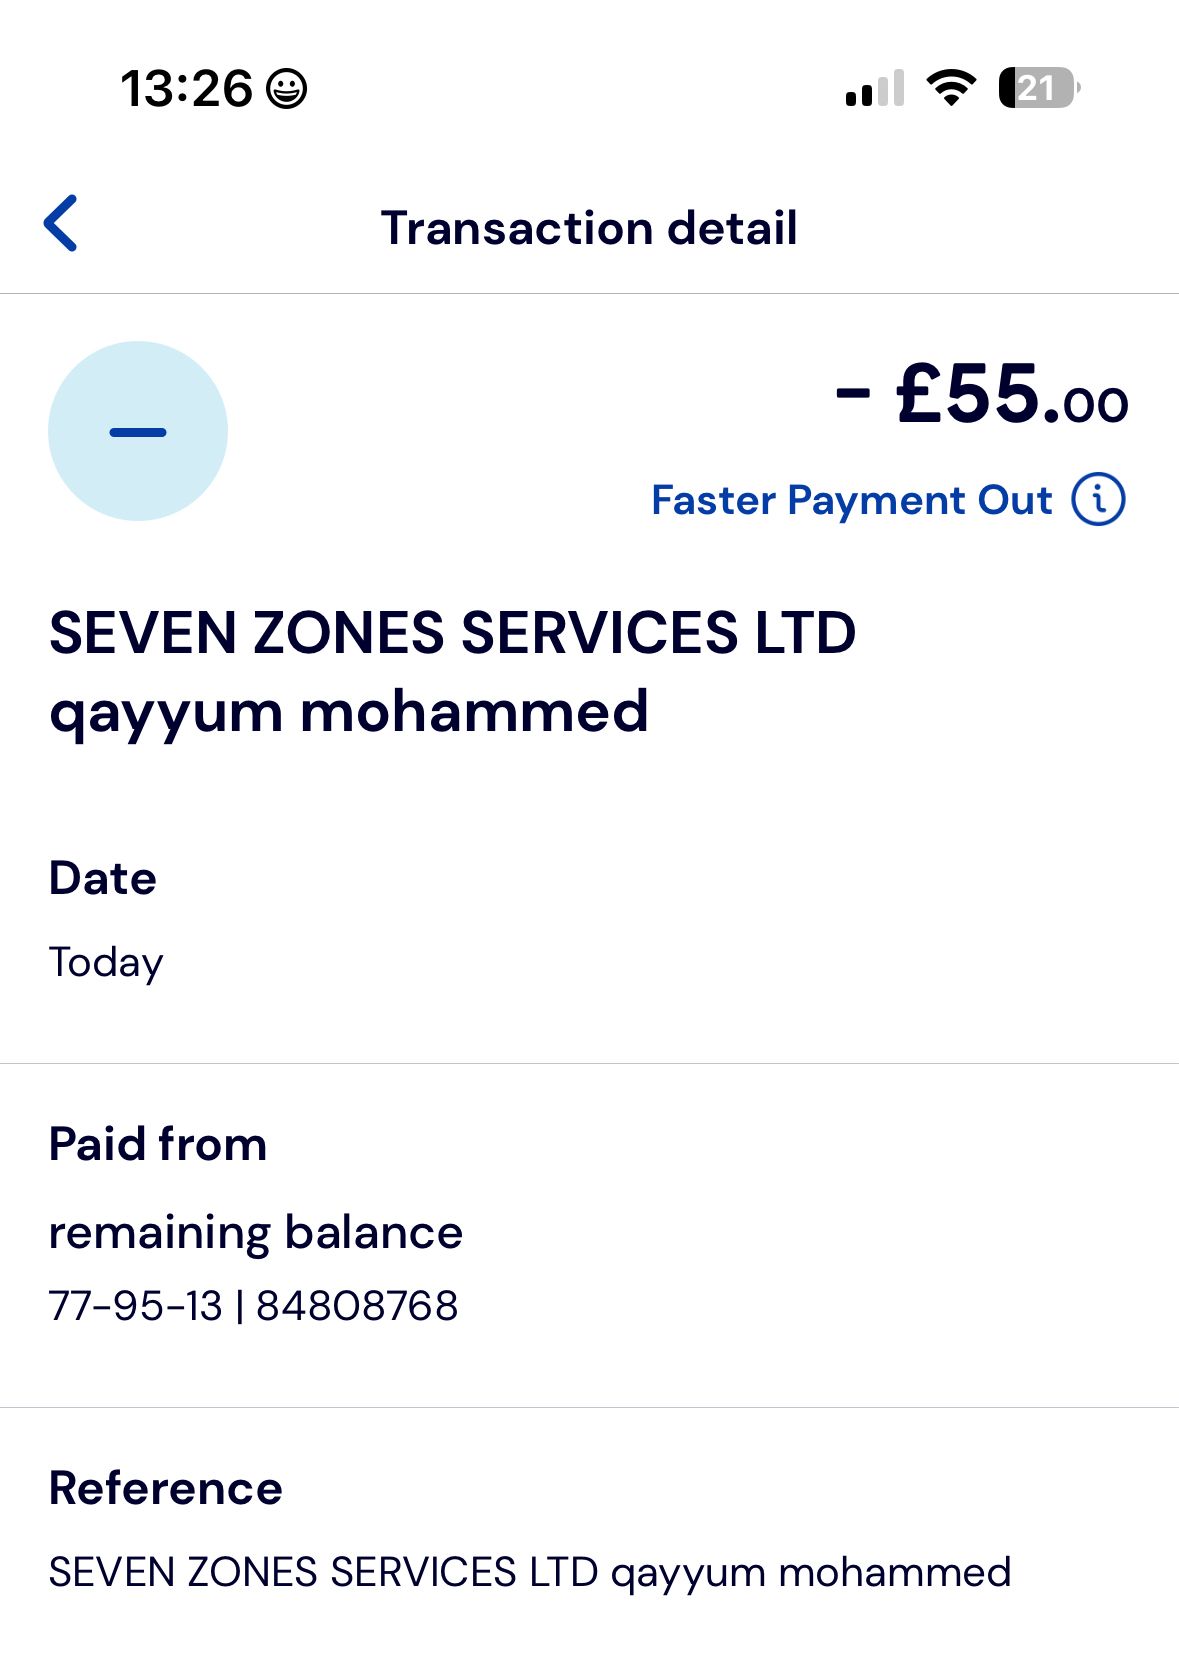 13:26
21
Transaction detail
- £55.00
Faster Payment Out
SEVEN ZONES SERVICES LTD
qayyum mohammed
Date
Today
Paid from
remaining balance
77-95-13 | 84808768
Reference
SEVEN ZONES SERVICES LTD qayyum mohammed